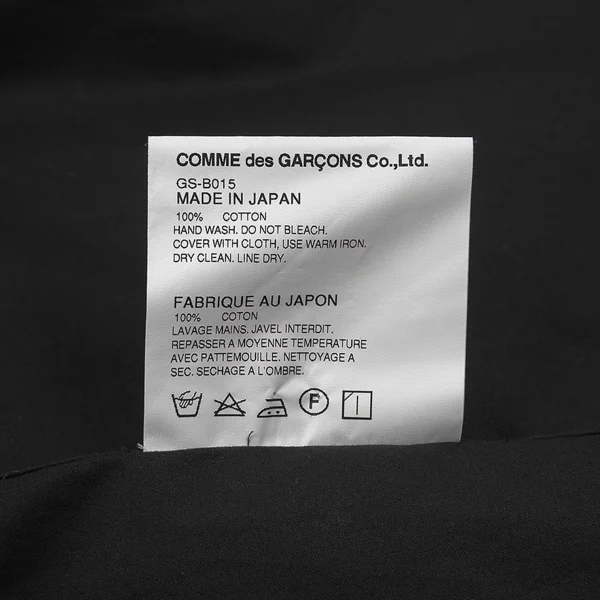 COMME des GARÇONS Co.,Ltd.
GS-B015
MADE IN JAPAN
100% COTTON
HAND WASH. DO NOT BLEACH.
COVER WITH CLOTH, USE WARM IRON.
DRY CLEAN. LINE DRY.
FABRIQUE AU JAPON
100% COTON
LAVAGE MAINS. JAVEL INTERDIT.
REPASSER A MOYENNE TEMPERATURE
AVEC PATTEMOUILLE. NETTOYAGE A
SEC. SECHAGE A L'OMBRE.
F